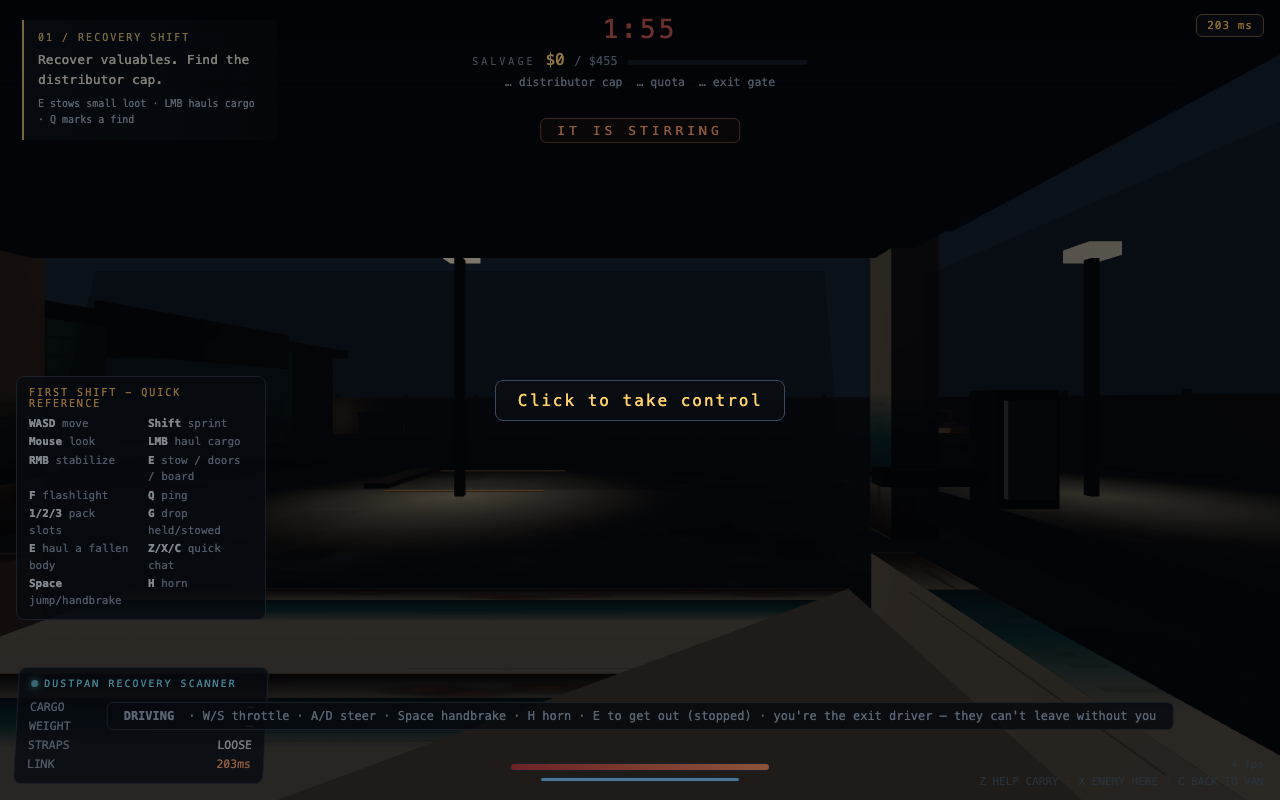 01 / RECOVERY SHIFT
Recover valuables. Find the
distributor cap.
E stows small loot · LMB hauls cargo
· Q marks a find
1:55
SALVAGE $0 / $455
… distributor cap … quota … exit gate
IT IS STIRRING
203 ms
Click to take control
FIRST SHIFT — QUICK
REFERENCE
WASD move
Shift sprint
Mouse look
LMB haul cargo
RMB stabilize
E stow / doors
/ board
F flashlight
Q ping
1/2/3 pack
slots
G drop
held/stowed
E haul a fallen
body
Z/X/C quick
chat
Space
jump/handbrake
H horn
DUSTPAN RECOVERY SCANNER
CARGO
WEIGHT
STRAPS LOOSE
LINK 203ms
DRIVING · W/S throttle · A/D steer · Space handbrake · H horn · E to get out (stopped) · you're the exit driver — they can't leave without you
Z HELP CARRY · X ENEMY HERE · C BACK TO VAN